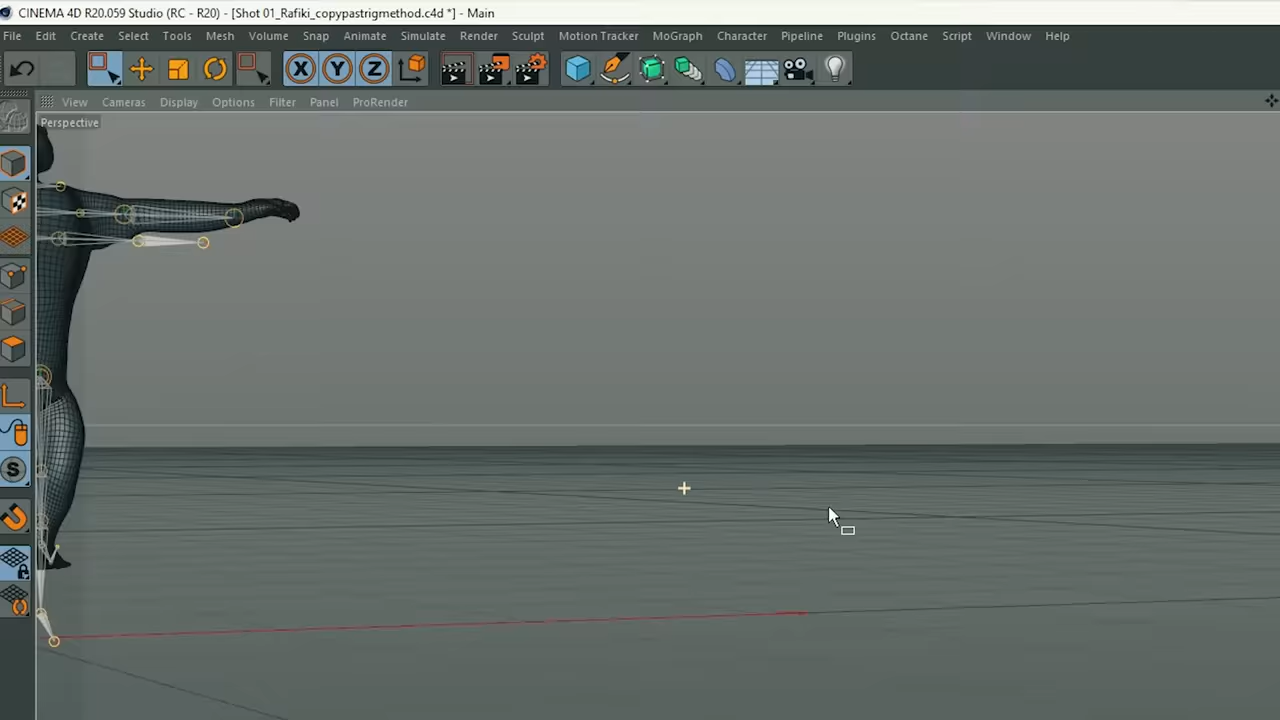 CINEMA 4D R20.059 Studio (RC - R20) - [Shot 01_Rafiki_copypastrigmethod.c4d *] - Main
File Edit Create Select Tools Mesh Volume Snap Animate Simulate Render Sculpt Motion Tracker MoGraph Character Pipeline Plugins Octane Script Window Help
X Y Z
View Cameras Display Options Filter Panel ProRender
Perspective
S